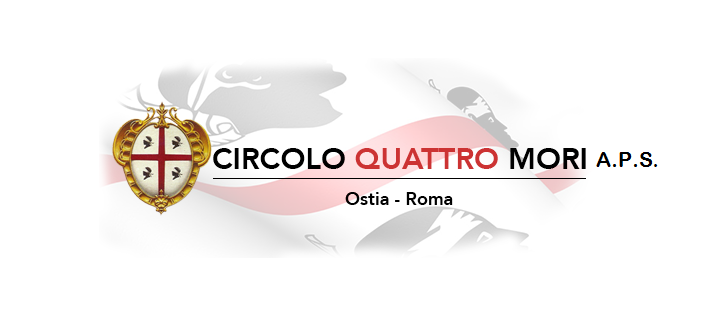 CIRCOLO QUATTRO MORI A.P.S.
Ostia - Roma